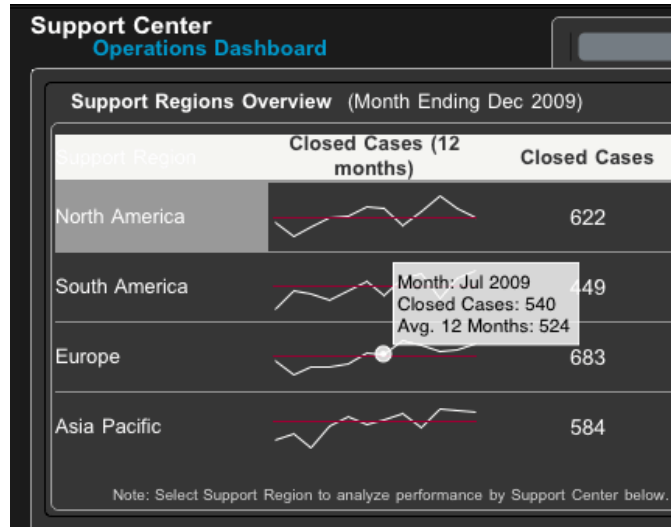 Support Center
Operations Dashboard
Support Regions Overview (Month Ending Dec 2009)
Support Region
Closed Cases (12
months)
Closed Cases
North America
622
South America
49
Month: Jul 2009
Closed Cases: 540
Avg. 12 Months: 524
Europe
683
Asia Pacific
584
Note: Select Support Region to analyze performance by Support Center below.